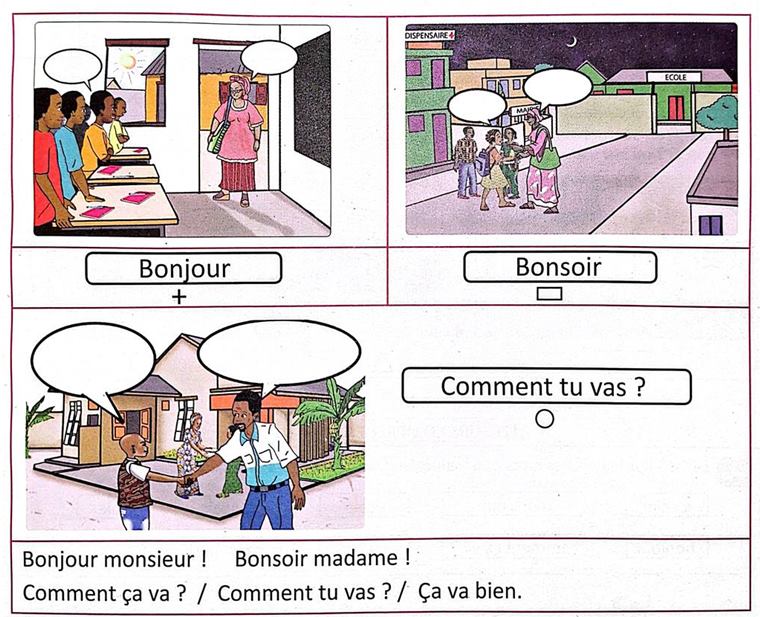 DISPENSAIRE
ECOLE
Bonjour
Bonsoir
Comment tu vas ?
Bonjour monsieur ! Bonsoir madame !
Comment ça va ? / Comment tu vas ? / Ça va bien.